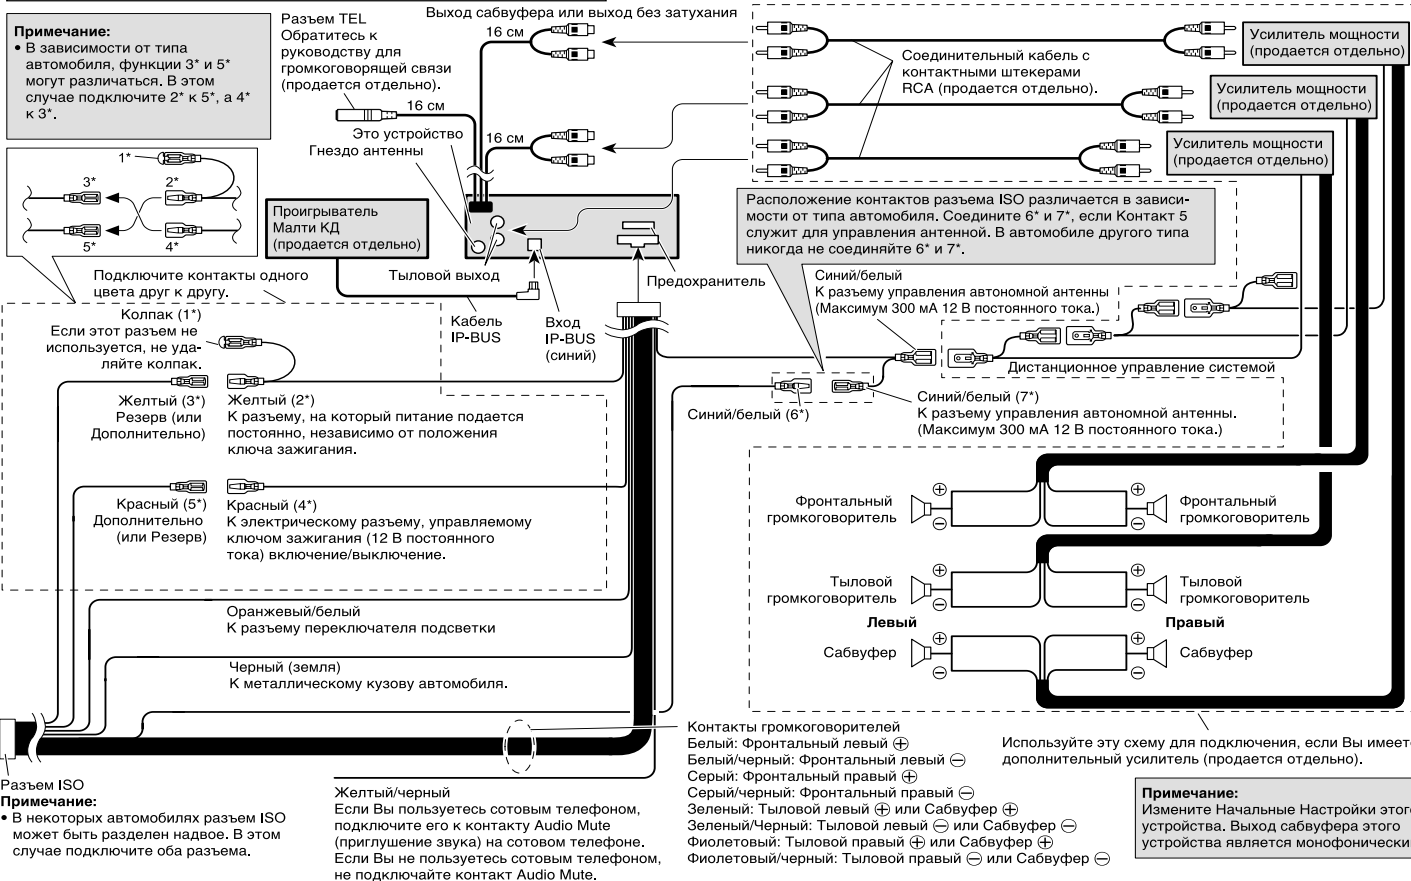 Примечание:
• В зависимости от типа
автомобиля, функции 3* и 5*
могут различаться. В этом
случае подключите 2* к 5*, а 4*
к 3*.
Разъем TEL
Обратитесь к
руководству для
громкоговорящей связи
(продается отдельно).
Выход сабвуфера или выход без затухания
16 см
16 см
16 см
Это устройство
Гнездо антенны
Соединительный кабель с
контактными штекерами
RCA (продается отдельно).
Усилитель мощности
(продается отдельно)
Усилитель мощности
(продается отдельно)
Усилитель мощности
(продается отдельно)
1*
3*
2*
5*
4*
Проигрыватель
Малти КД
(продается отдельно)
Расположение контактов разъема ISO различается в зависи-
мости от типа автомобиля. Соедините 6* и 7*, если Контакт 5
служит для управления антенной. В автомобиле другого типа
никогда не соединяйте 6* и 7*.
Подключите контакты одного
цвета друг к другу.
Тыловой выход
Предохранитель
Кабель
IP-BUS
Вход
IP-BUS
(синий)
Синий/белый
К разъему управления автономной антенны
(Максимум 300 мА 12 В постоянного тока.)
Колпак (1*)
Если этот разъем не
используется, не уда-
ляйте колпак.
Дистанционное управление системой
Желтый (3*)
Резерв (или
Дополнительно)
Желтый (2*)
К разъему, на который питание подается
постоянно, независимо от положения
ключа зажигания.
Синий/белый (6*)
Синий/белый (7*)
К разъему управления автономной антенны.
(Максимум 300 мА 12 В постоянного тока.)
Красный (5*)
Дополнительно
(или Резерв)
Красный (4*)
К электрическому разъему, управляемому
ключом зажигания (12 В постоянного
тока) включение/выключение.
Фронтальный
громкоговоритель
⊕
⊖
⊕
⊖
Фронтальный
громкоговоритель
Тыловой
громкоговоритель
⊕
⊖
⊕
⊖
Тыловой
громкоговоритель
Левый
Правый
Сабвуфер
⊕
⊖
⊕
⊖
Сабвуфер
Оранжевый/белый
К разъему переключателя подсветки
Черный (земля)
К металлическому кузову автомобиля.
Разъем ISO
Примечание:
• В некоторых автомобилях разъем ISO
может быть разделен надвое. В этом
случае подключите оба разъема.
Желтый/черный
Если Вы пользуетесь сотовым телефоном,
подключите его к контакту Audio Mute
(приглушение звука) на сотовом телефоне.
Если Вы не пользуетесь сотовым телефоном,
не подключайте контакт Audio Mute.
Контакты громкоговорителей
Белый: Фронтальный левый ⊕
Белый/черный: Фронтальный левый ⊖
Серый: Фронтальный правый ⊕
Серый/черный: Фронтальный правый ⊖
Зеленый: Тыловой левый ⊕ или Сабвуфер ⊕
Зеленый/Черный: Тыловой левый ⊖ или Сабвуфер ⊖
Фиолетовый: Тыловой правый ⊕ или Сабвуфер ⊕
Фиолетовый/черный: Тыловой правый ⊖ или Сабвуфер ⊖
Используйте эту схему для подключения, если Вы имеет
дополнительный усилитель (продается отдельно).
Примечание:
Измените Начальные Настройки этого
устройства. Выход сабвуфера этого
устройства является монофонически